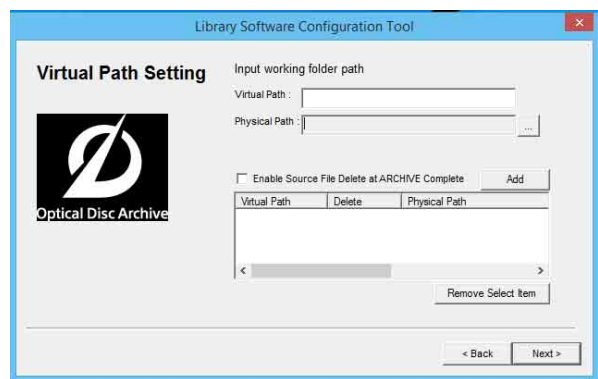 Library Software Configuration Tool
Virtual Path Setting
Input working folder path
Virtual Path :
Physical Path :
...
Enable Source File Delete at ARCHIVE Complete
Add
Optical Disc Archive
Virtual Path Delete Physical Path
Remove Select Item
< Back Next >